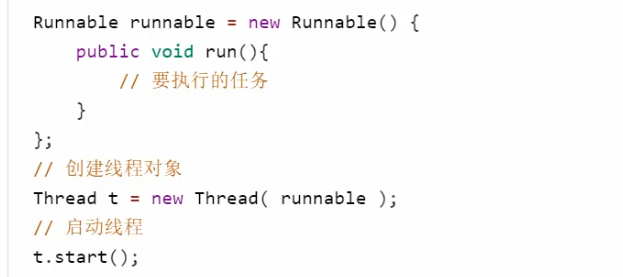 Runnable runnable = new Runnable() {
    public void run(){
        // 要执行的任务
    }
};
// 创建线程对象
Thread t = new Thread( runnable );
// 启动线程
t.start();